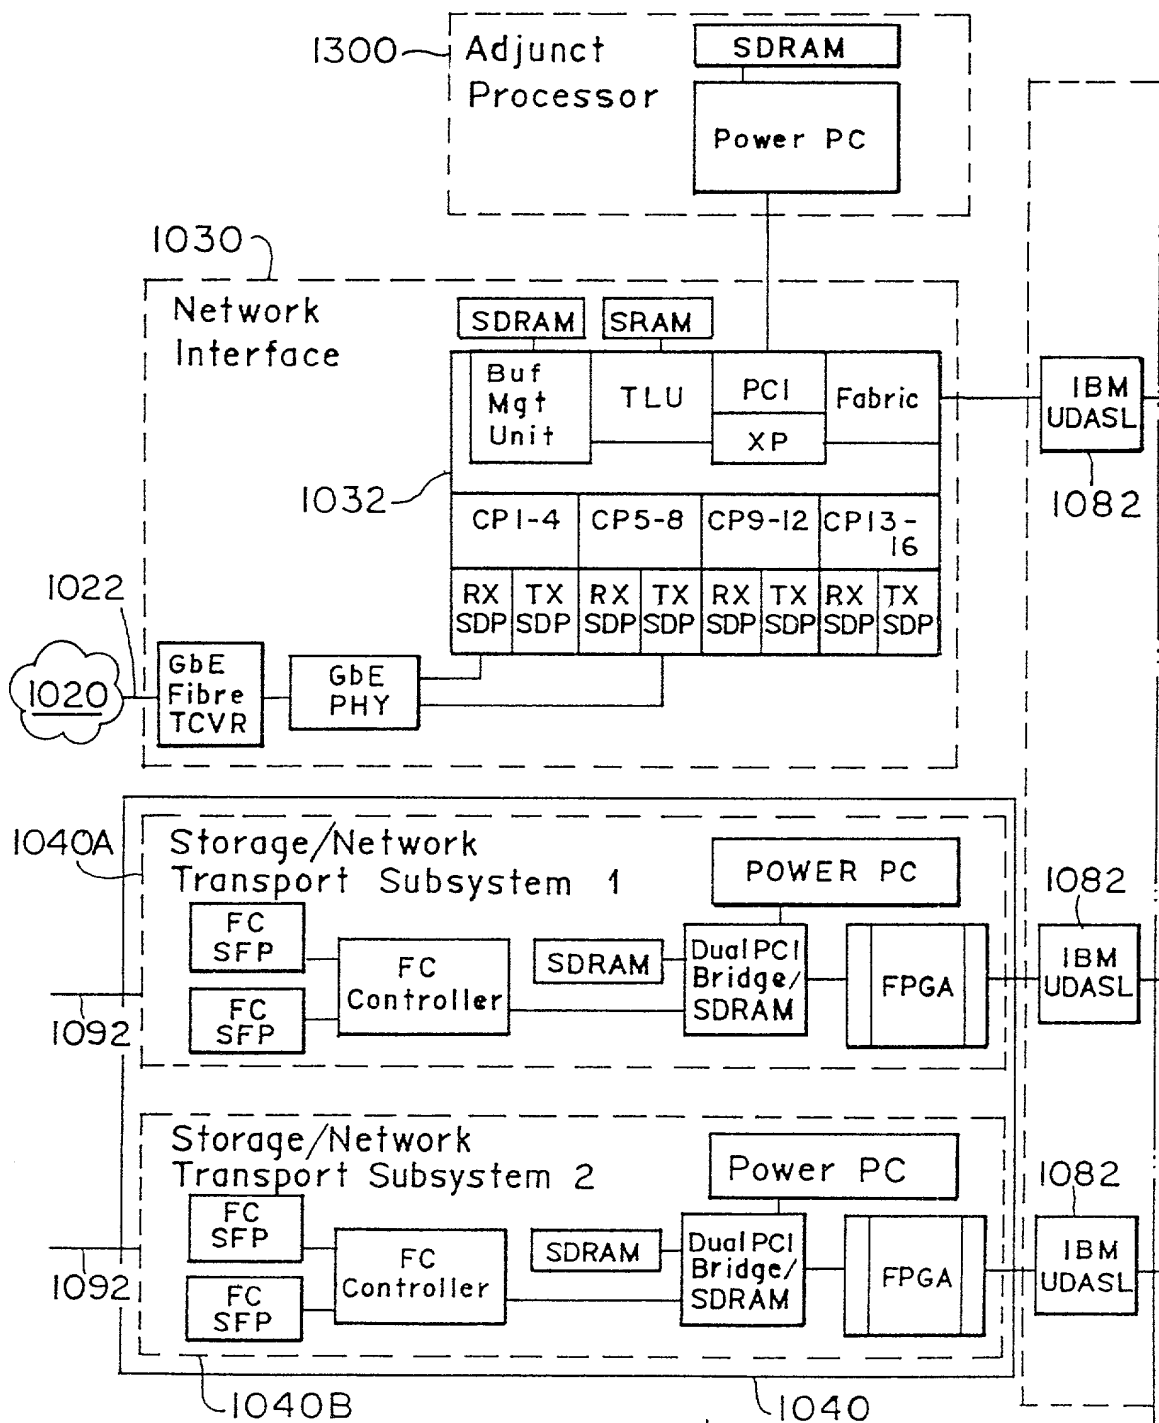 1300
Adjunct
Processor
SDRAM
Power PC
1030
Network
Interface
SDRAM
SRAM
Buf
Mgt
Unit
TLU
PCI
XP
Fabric
IBM
UDASL
1082
1032
CP1-4
CP5-8
CP9-12
CP13-
16
RX
SDP
TX
SDP
RX
SDP
TX
SDP
RX
SDP
TX
SDP
RX
SDP
TX
SDP
1022
1020
GbE
Fibre
TCVR
GbE
PHY
1040A
Storage/Network
Transport Subsystem 1
POWER PC
FC
SFP
FC
SFP
FC
Controller
SDRAM
Dual PCI
Bridge/
SDRAM
FPGA
1082
IBM
UDASL
1092
Storage/Network
Transport Subsystem 2
Power PC
FC
SFP
FC
SFP
FC
Controller
SDRAM
Dual PCI
Bridge/
SDRAM
FPGA
1082
IBM
UDASL
1092
1040B
1040